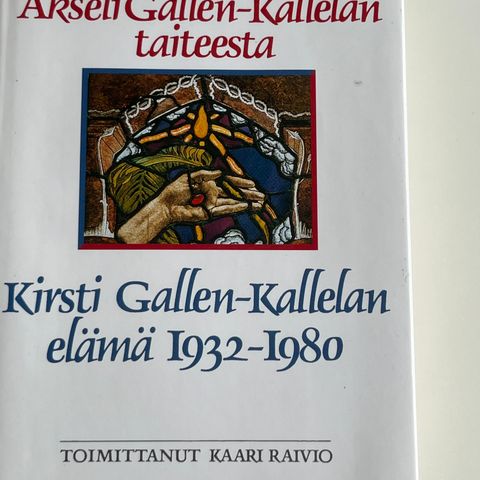 Akseli Gallen-Kallelan
taiteesta
Kirsti Gallen-Kallelan
elämä 1932-1980
TOIMITTANUT KAARI RAIVIO